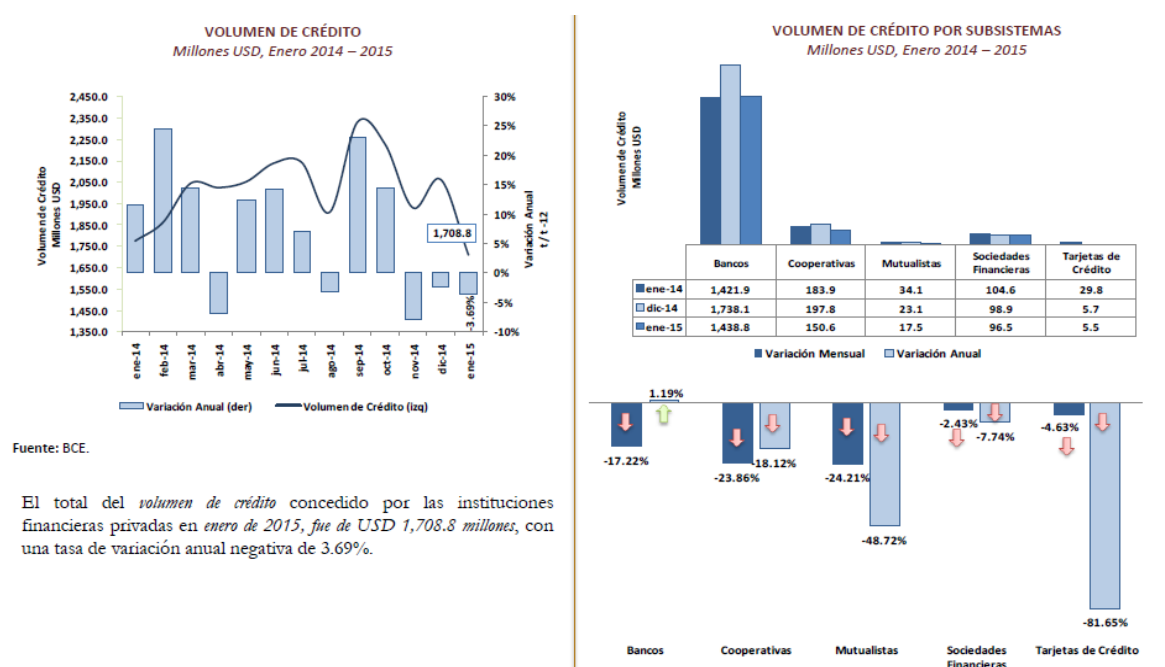 VOLUMEN DE CRÉDITO
Millones USD, Enero 2014 – 2015
Volumen de Crédito
Millones USD
2,450.0
2,350.0
2,250.0
2,150.0
2,050.0
1,950.0
1,850.0
1,750.0
1,650.0
1,550.0
1,450.0
1,350.0
30%
25%
20%
15%
10%
5%
0%
-5%
-10%
Variación Anual
t / t -12
1,708.8
-3.69%
ene-14
feb-14
mar-14
abr-14
may-14
jun-14
jul-14
ago-14
sep-14
oct-14
nov-14
dic-14
ene-15
Variación Anual (der) Volumen de Crédito (izq)
Fuente: BCE.
El total del volumen de crédito concedido por las instituciones
financieras privadas en enero de 2015, fue de USD 1,708.8 millones, con
una tasa de variación anual negativa de 3.69%.
VOLUMEN DE CRÉDITO POR SUBSISTEMAS
Millones USD, Enero 2014 – 2015
Volumen de Crédito
Millones USD
Bancos Cooperativas Mutualistas Sociedades Financieras Tarjetas de Crédito
ene-14 1,421.9 183.9 34.1 104.6 29.8
dic-14 1,738.1 197.8 23.1 98.9 5.7
ene-15 1,438.8 150.6 17.5 96.5 5.5
Variación Mensual Variación Anual
1.19%
-17.22%
-23.86%
-18.12%
-24.21%
-48.72%
-2.43%
-7.74%
-4.63%
-81.65%
Bancos Cooperativas Mutualistas Sociedades Financieras Tarjetas de Crédito